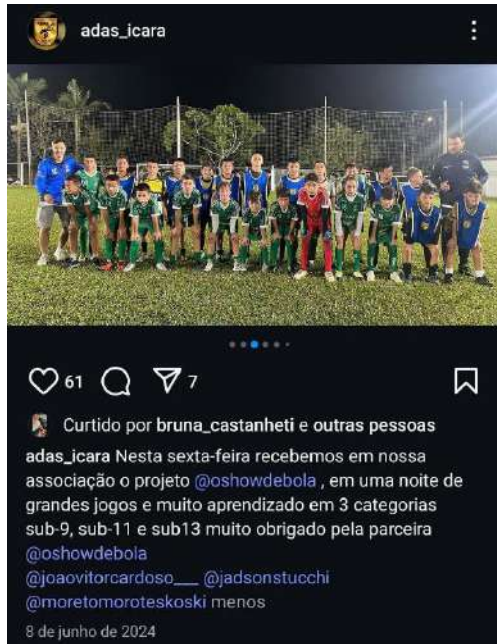 adas_icara
61
7
Curtido por bruna_castanheti e outras pessoas
adas_icara Nesta sexta-feira recebemos em nossa
associação o projeto @oshowdebola , em uma noite de
grandes jogos e muito aprendizado em 3 categorias
sub-9, sub-11 e sub13 muito obrigado pela parceira
@oshowdebola
@joaovitorcardoso___ @jadsonstucchi
@moretomoroteskoski menos
8 de junho de 2024